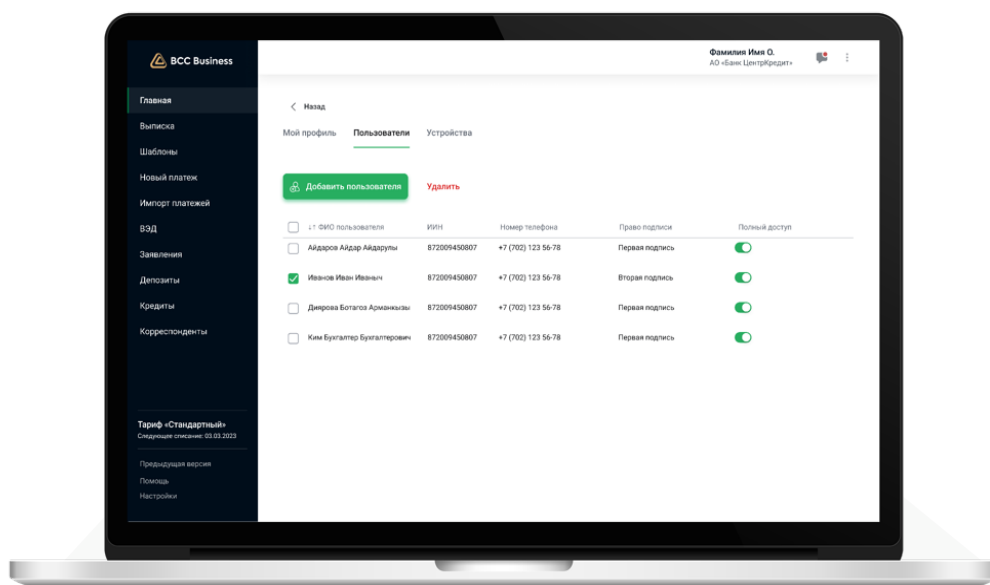 BCC Business
Фамилия Имя О.
АО «Банк ЦентрКредит»
Главная
Выписка
Шаблоны
Новый платеж
Импорт платежей
ВЭД
Заявления
Депозиты
Кредиты
Корреспонденты
Тариф «Стандартный»
Следующее списание: 03.03.2023
Предыдущая версия
Помощь
Настройки
Назад
Мой профиль Пользователи Устройства
Добавить пользователя Удалить
↓↑ ФИО пользователя ИИН Номер телефона Право подписи Полный доступ
Айдаров Айдар Айдарулы 872009450807 +7 (702) 123 56-78 Первая подпись
Иванов Иван Иваныч 872009450807 +7 (702) 123 56-78 Вторая подпись
Диярова Ботагоз Арманкызы 872009450807 +7 (702) 123 56-78 Первая подпись
Ким Бухгалтер Бухгалтерович 872009450807 +7 (702) 123 56-78 Первая подпись